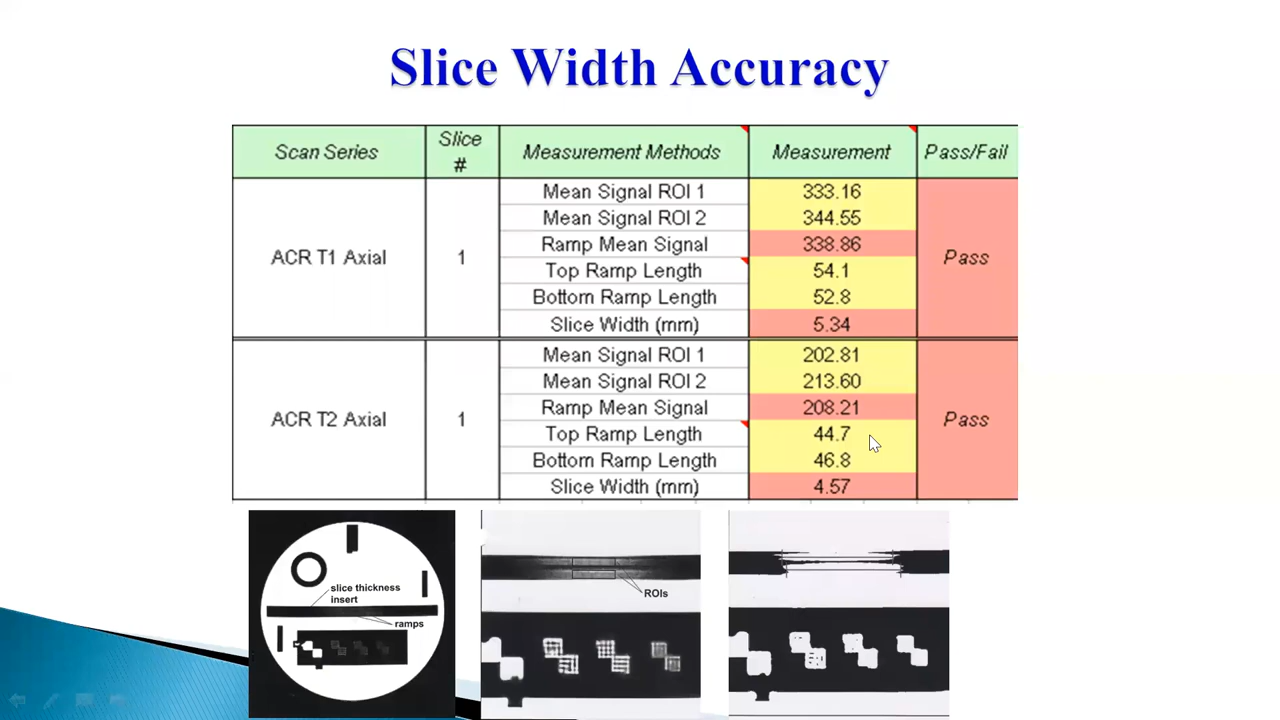 Slice Width Accuracy
Scan Series Slice # Measurement Methods Measurement Pass/Fail
ACR T1 Axial 1 Mean Signal ROI 1 333.16 Pass
Mean Signal ROI 2 344.55
Ramp Mean Signal 338.86
Top Ramp Length 54.1
Bottom Ramp Length 52.8
Slice Width (mm) 5.34
ACR T2 Axial 1 Mean Signal ROI 1 202.81 Pass
Mean Signal ROI 2 213.60
Ramp Mean Signal 208.21
Top Ramp Length 44.7
Bottom Ramp Length 46.8
Slice Width (mm) 4.57
slice thickness
insert
ramps
ROIs